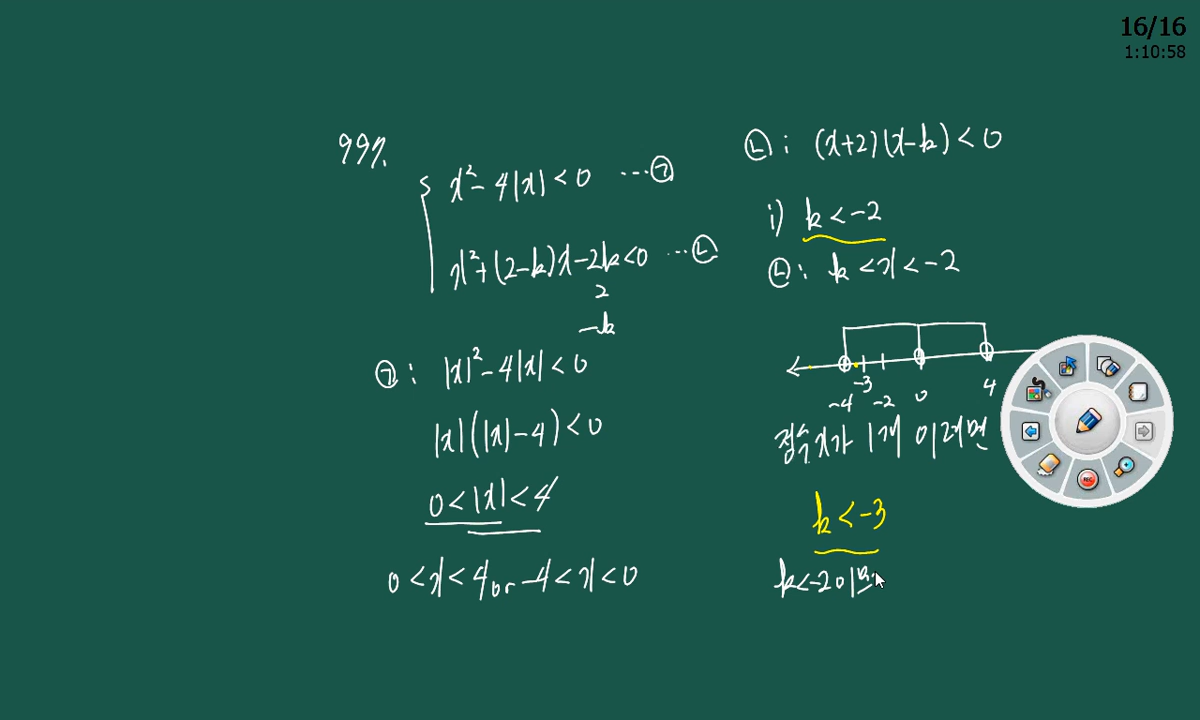 16/16
1:10:58
997.
x² - 4|x| < 0 ... ㉠
x² + (2-k)x - 2k < 0 ... ㉡
2
-k
㉠ : |x|² - 4|x| < 0
|x|(|x| - 4) < 0
0 < |x| < 4
0 < x < 4 or -4 < x < 0
㉡ : (x+2)(x-k) < 0
i) k < -2
㉡ : k < x < -2
-4 -3 -2 0 4
정수 x가 1개 이려면
k < -3
k < -2 이면
REC